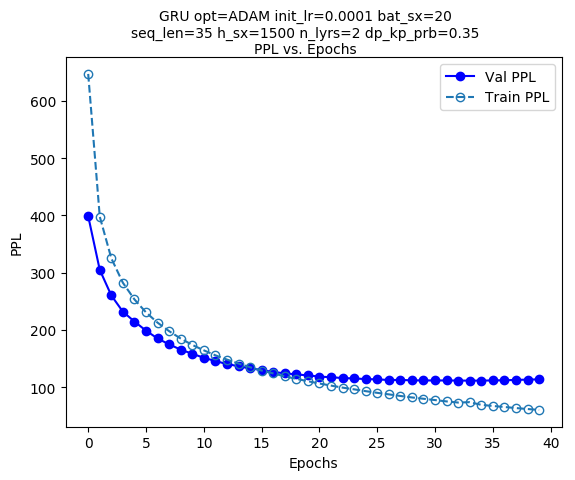 GRU opt=ADAM init_lr=0.0001 bat_sx=20
seq_len=35 h_sx=1500 n_lyrs=2 dp_kp_prb=0.35
PPL vs. Epochs
Val PPL
Train PPL
PPL
600
500
400
300
200
100
0 5 10 15 20 25 30 35 40
Epochs